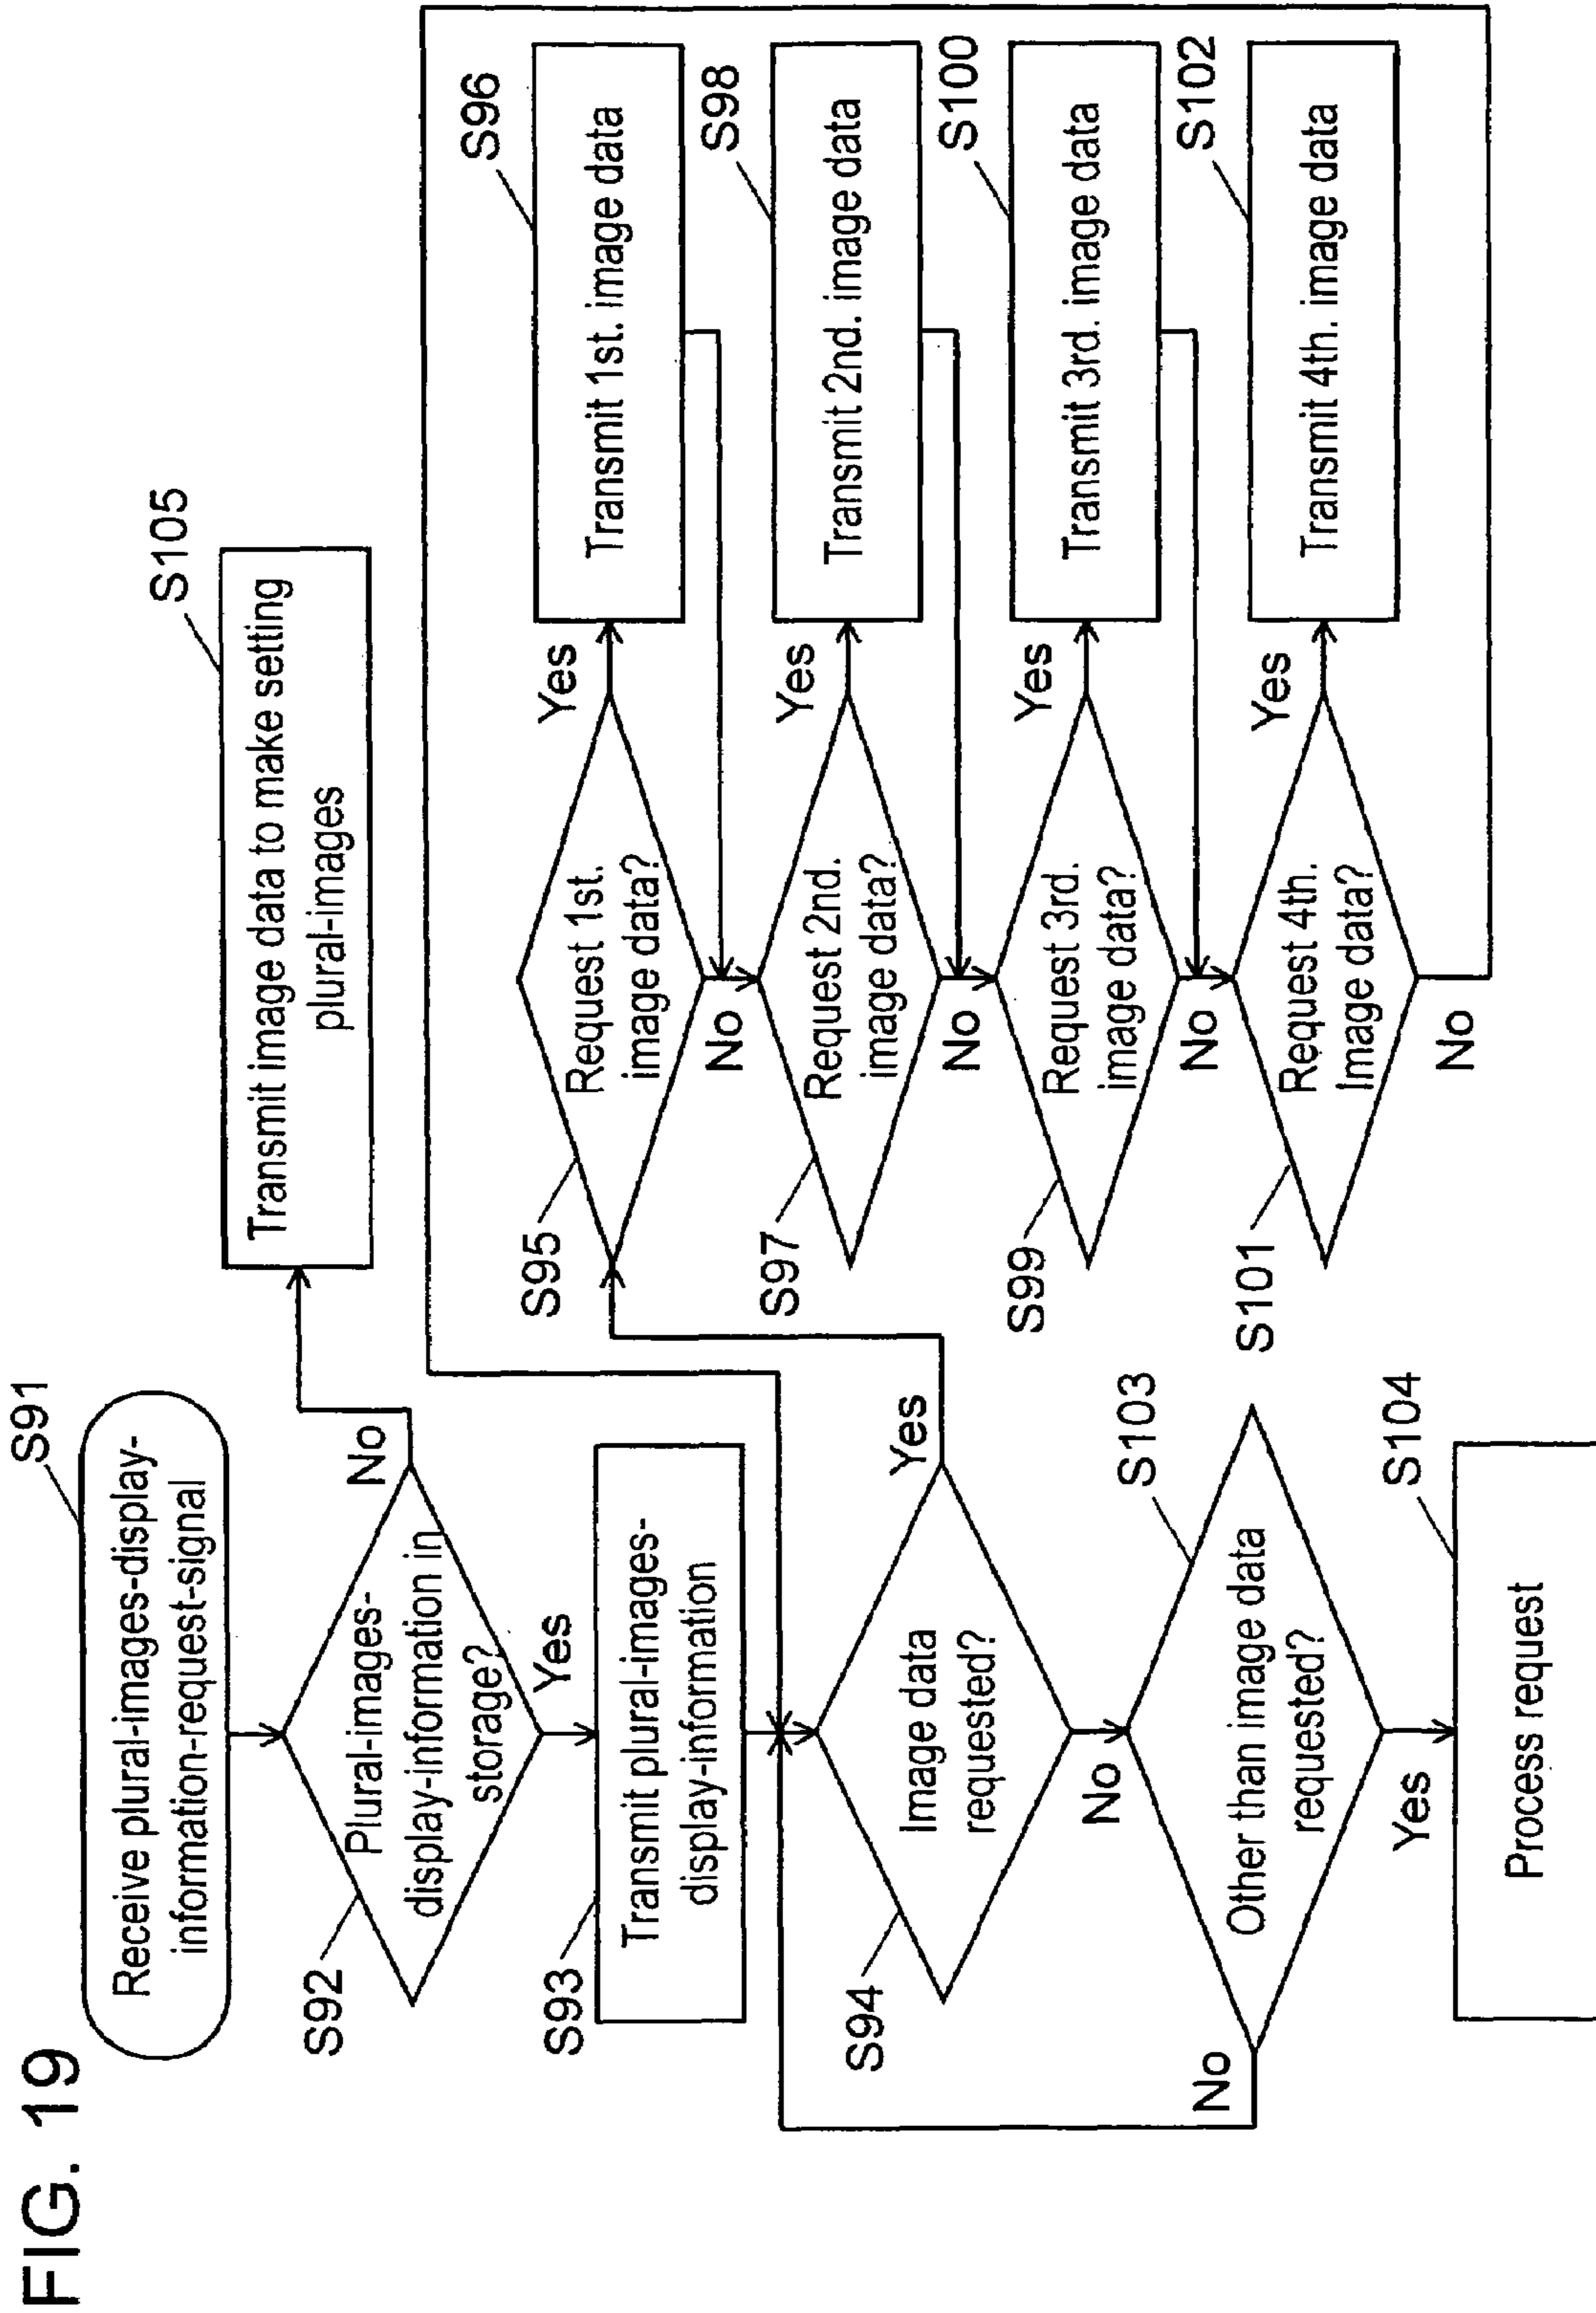 FIG. 19
S91
Receive plural-images-display-
information-request-signal
S92
Plural-images-
display-information in
storage?
No
Yes
S105
Transmit image data to make setting
plural-images
S93
Transmit plural-images-
display-information
S94
Image data
requested?
Yes
No
S103
Other than image data
requested?
No
Yes
S104
Process request
S95
Request 1st.
image data?
Yes
No
S96
Transmit 1st. image data
S97
Request 2nd.
image data?
Yes
No
S98
Transmit 2nd. image data
S99
Request 3rd.
image data?
Yes
No
S100
Transmit 3rd. image data
S101
Request 4th.
Image data?
Yes
No
S102
Transmit 4th. image data